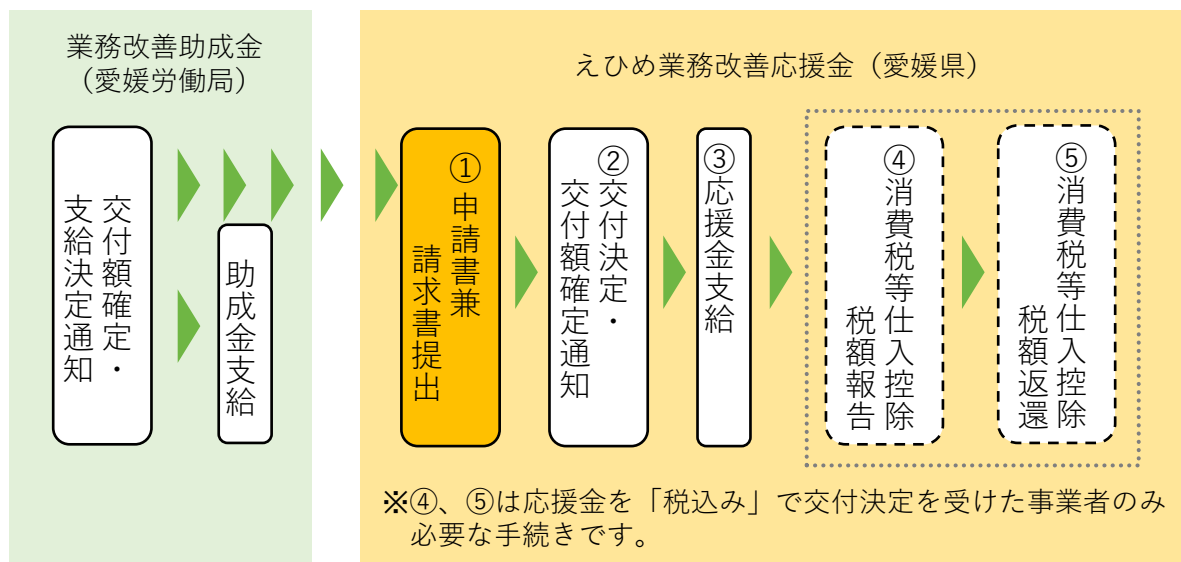 業務改善助成金
（愛媛労働局）
交付額確定・
支給決定通知
助成金支給
えひめ業務改善応援金（愛媛県）
①申請書兼
請求書提出
②交付決定・
交付額確定通知
③応援金支給
④消費税等仕入控除
税額報告
⑤消費税等仕入控除
税額返還
※④、⑤は応援金を「税込み」で交付決定を受けた事業者のみ
必要な手続きです。